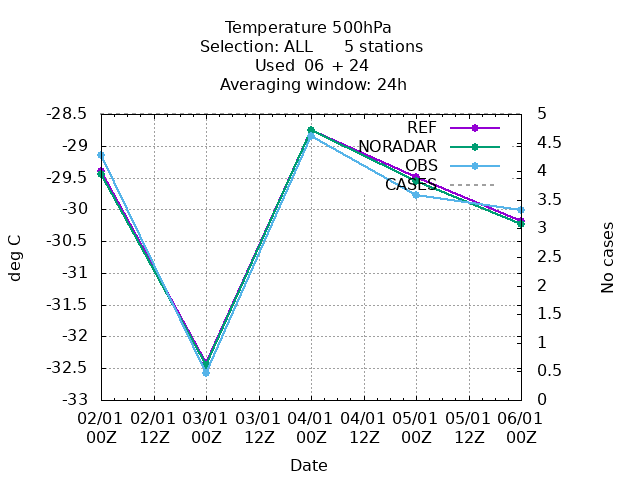 Temperature 500hPa
Selection: ALL 5 stations
Used 06 + 24
Averaging window: 24h
-28.5
-29
-29.5
-30
-30.5
-31
-31.5
-32
-32.5
-33
deg C
REF
NORADAR
OBS
CASES
5
4.5
4
3.5
3
2.5
2
1.5
1
0.5
0
No cases
02/01 02/01 03/01 03/01 04/01 04/01 05/01 05/01 06/01
00Z 12Z 00Z 12Z 00Z 12Z 00Z 12Z 00Z
Date